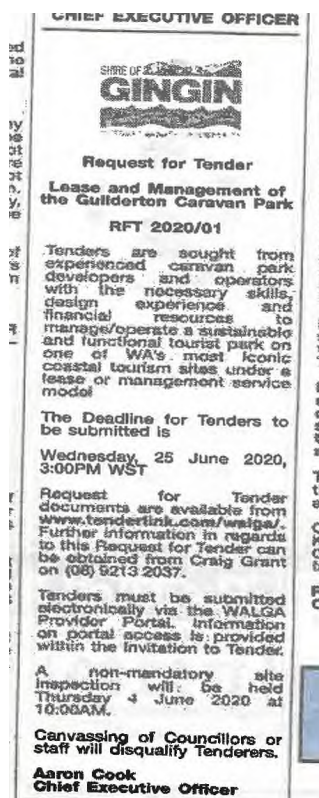 CHIEF EXECUTIVE OFFICER
SHIRE OF
GINGIN
Request for Tender
Lease and Management of
the Guilderton Caravan Park
RFT 2020/01
Tenders are sought from
experienced caravan park
developers and operators
with the necessary skills,
design experience and
financial resources to
manage/operate a sustainable
and functional tourist park on
one of WA's most iconic
coastal tourism sites under a
lease or management service
model
The Deadline for Tenders to
be submitted is
Wednesday, 25 June 2020,
3:00PM WST
Request for Tender
documents are available from
www.tenderlink.com/walga/.
Further information in regards
to this Request for Tender can
be obtained from Craig Grant
on (08) 9213 2037.
Tenders must be submitted
electronically via the WALGA
Provider Portal. Information
on portal access is provided
within the Invitation to Tender.
A non-mandatory site
inspection will be held
Thursday 4 June 2020 at
10:00AM.
Canvassing of Councillors or
staff will disqualify Tenderers.
Aaron Cook
Chief Executive Officer